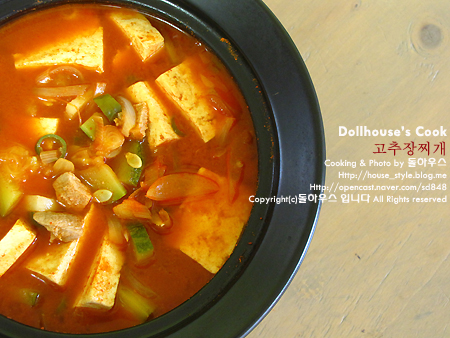 Dollhouse's Cook
고추장찌개
Cooking & Photo by 돌하우스
Http://house_style.blog.me
Http://opencast.naver.com/sd848
Copyright(c)돌하우스 입니다 All Rights reserved